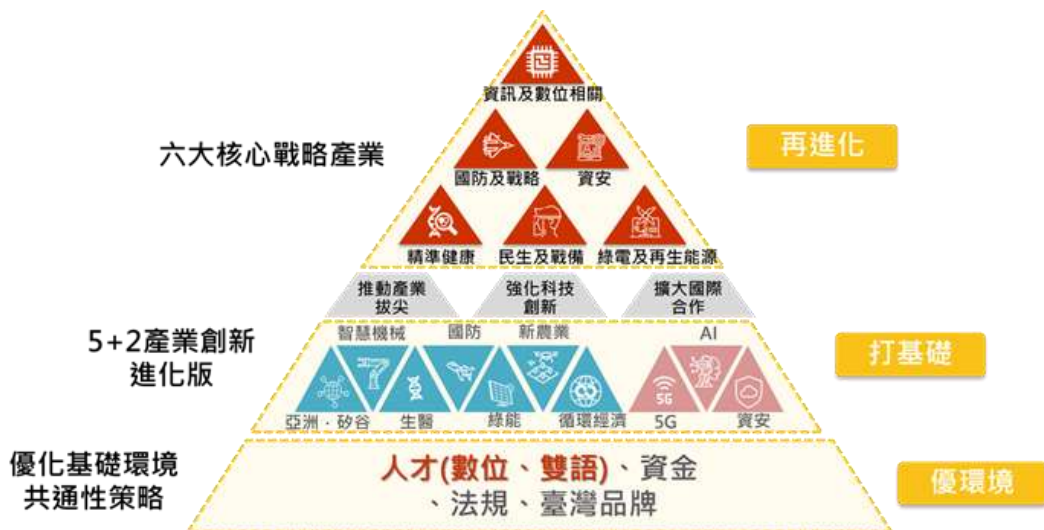 資訊及數位相關
六大核心戰略產業
再進化
國防及戰略
資安
精準健康
民生及戰備
綠電及再生能源
推動產業
拔尖
強化科技
創新
擴大國際
合作
5+2產業創新
進化版
打基礎
智慧機械
國防
新農業
AI
5G
亞洲·矽谷
生醫
綠能
循環經濟
5G
資安
優化基礎環境
共通性策略
人才(數位、雙語)、資金
、法規、臺灣品牌
優環境